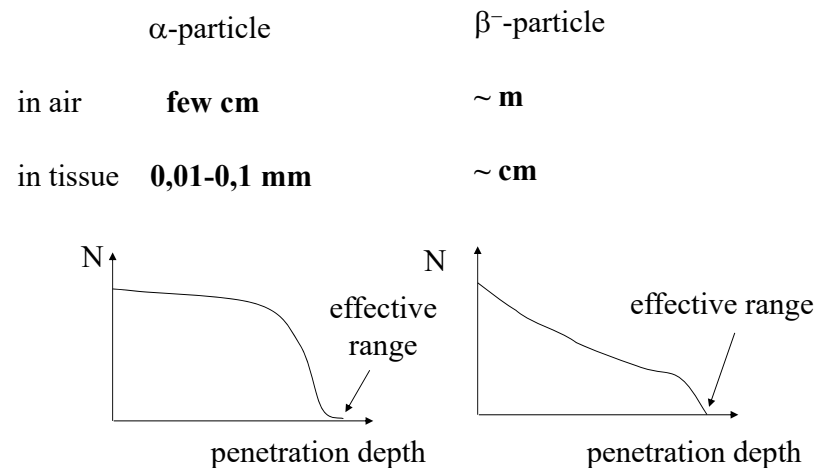 α-particle β⁻-particle
in air few cm ~ m
in tissue 0,01-0,1 mm ~ cm
N
effective
range
penetration depth
N
effective range
penetration depth